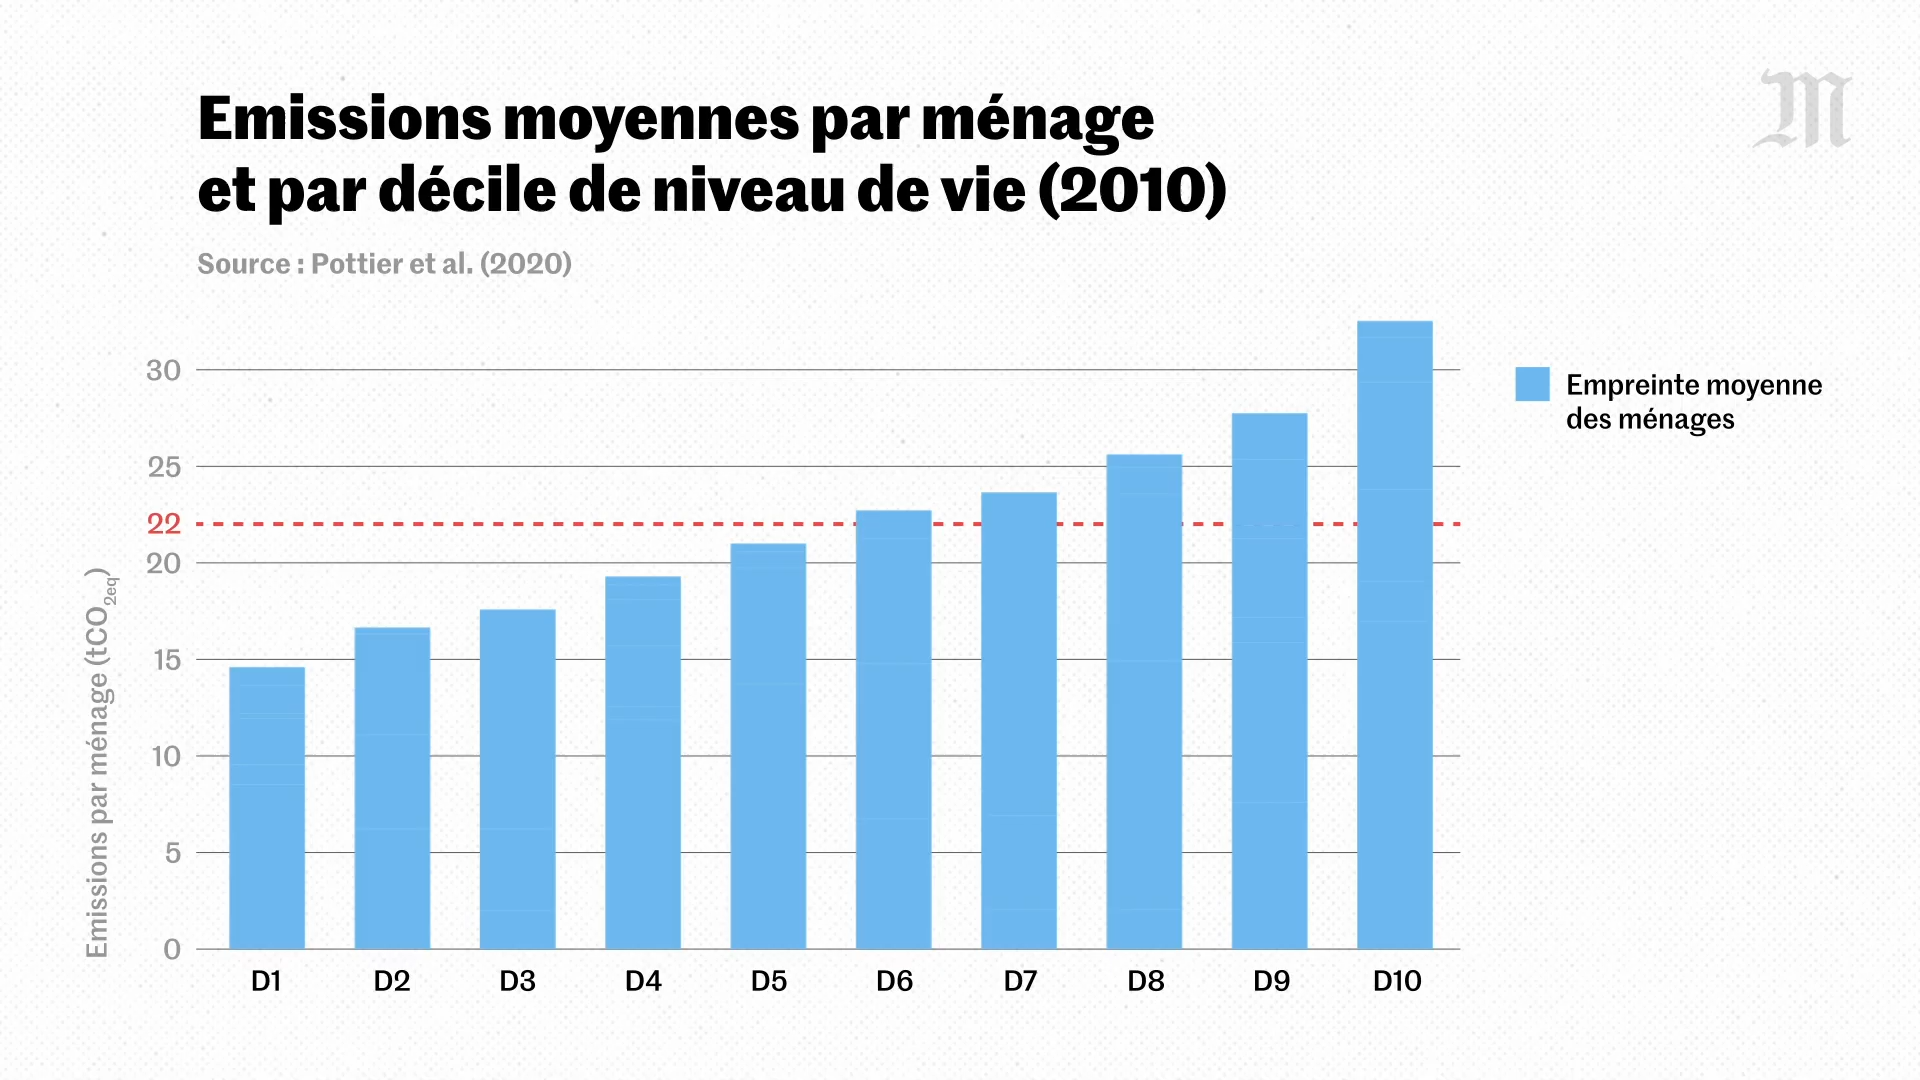 M
Emissions moyennes par ménage
et par décile de niveau de vie (2010)
Source : Pottier et al. (2020)
Empreinte moyenne
des ménages
Emissions par ménage (tCO2eq)
30
25
22
20
15
10
5
0
D1 D2 D3 D4 D5 D6 D7 D8 D9 D10